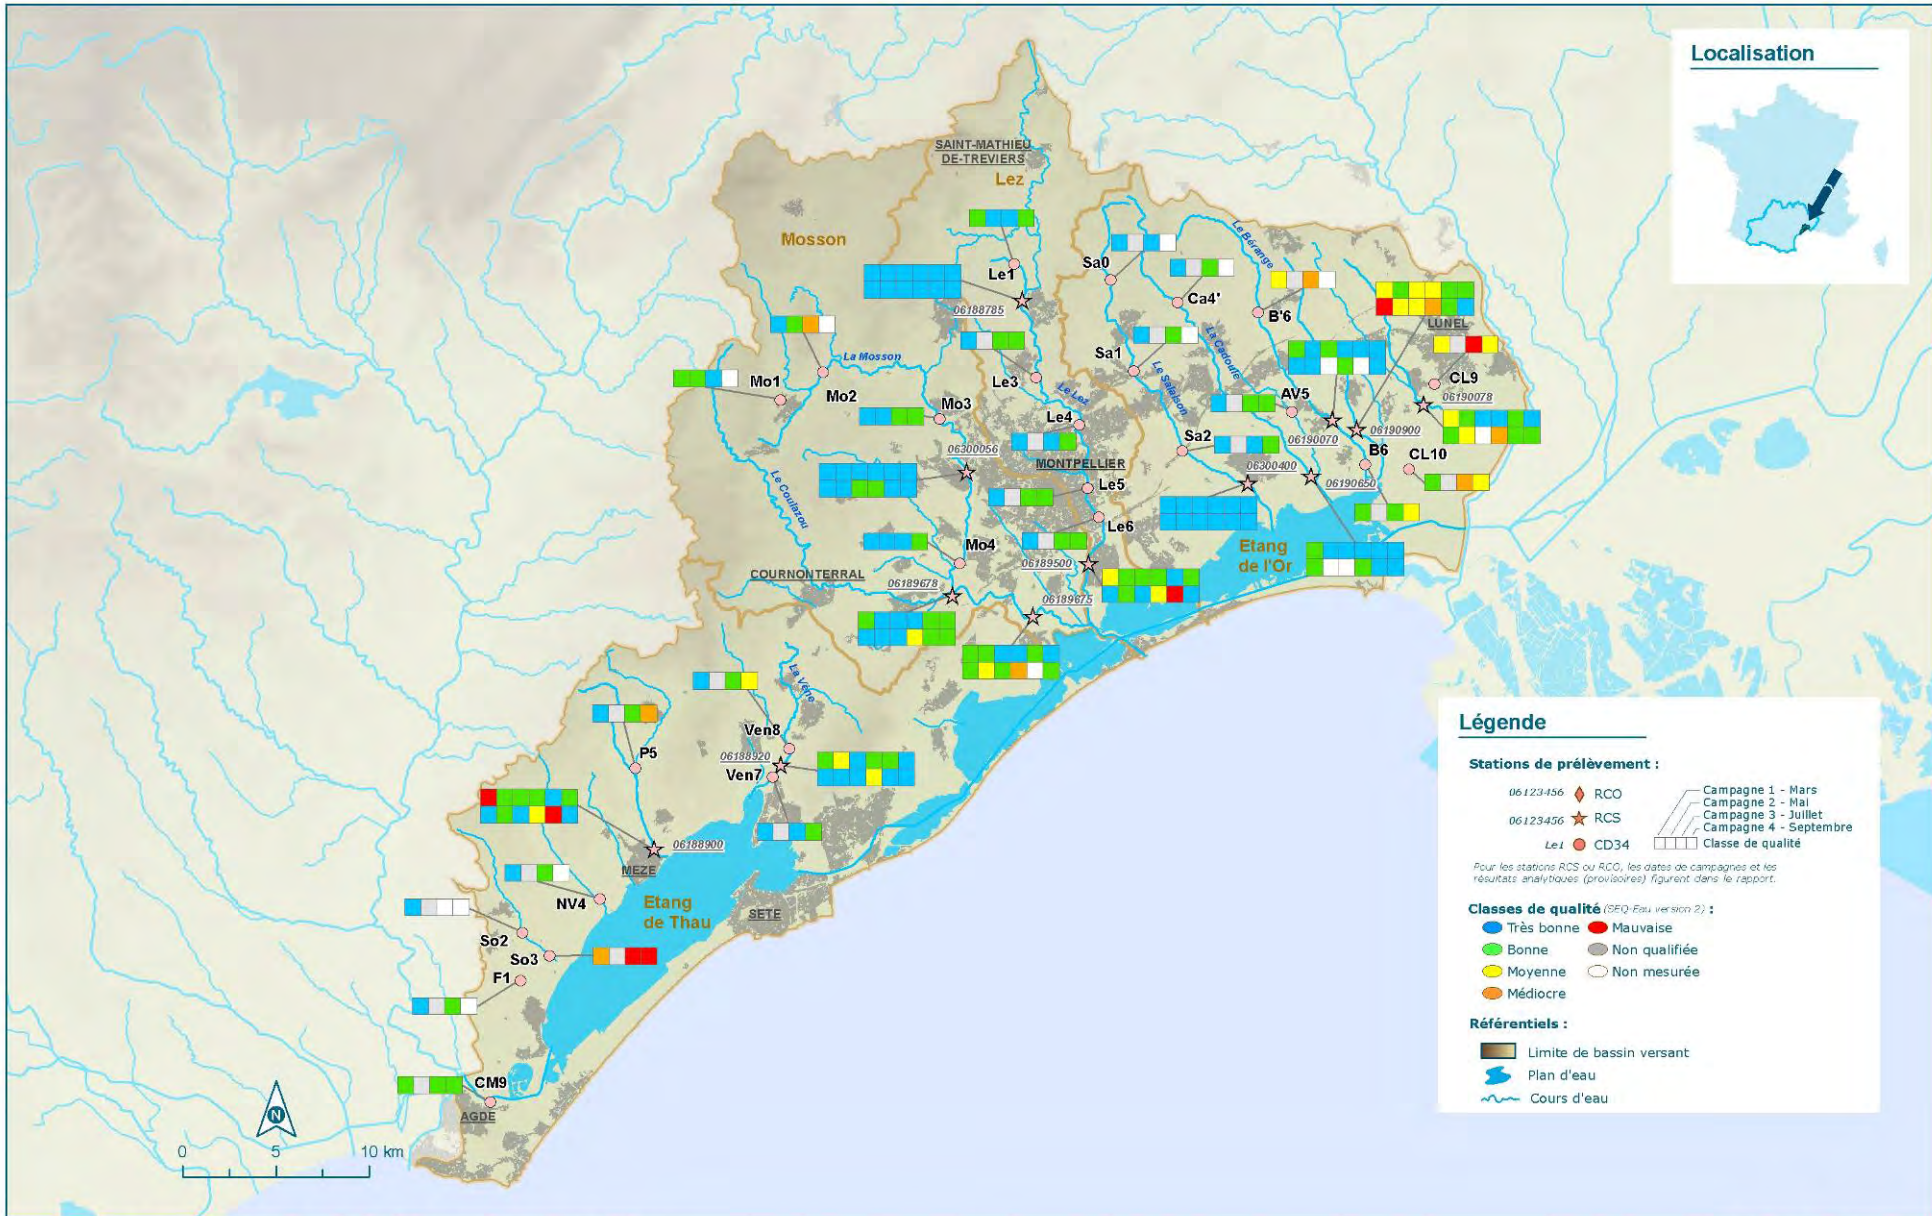 Localisation
SAINT-MATHIEU
DE-TREVIERS
Lez
Mosson
Le Bérange
Sa0
Le1
Ca4'
B'6
06188785
LUNEL
La Mosson
Sa1
La Cadoule
Le3
Mo1
Mo2
CL9
Le Lez
Le Salaison
Mo3
AV5
06190078
Le4
06190070
06190900
Sa2
06300056
MONTPELLIER
06300400
B6
CL10
Le Coulazou
Le5
06190650
Le6
Mo4
Etang
de l'Or
COURNONTERRAL
06189678
06189500
06189675
La Vène
Ven8
P5
06188920
Ven7
06188900
MEZE
NV4
Etang
de Thau
SETE
So2
So3
F1
CM9
AGDE
N
0 5 10 km
Légende
Stations de prélèvement :
06123456 RCO
06123456 RCS
Le1 CD34
Campagne 1 - Mars
Campagne 2 - Mai
Campagne 3 - Juillet
Campagne 4 - Septembre
Classe de qualité
Pour les stations RCS ou RCO, les dates de campagnes et les
résultats analytiques (provisoires) figurent dans le rapport.
Classes de qualité (SEQ-Eau version 2) :
Très bonne Mauvaise
Bonne Non qualifiée
Moyenne Non mesurée
Médiocre
Référentiels :
Limite de bassin versant
Plan d'eau
Cours d'eau